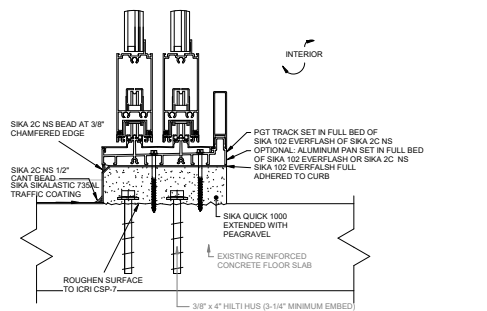 INTERIOR
SIKA 2C NS BEAD AT 3/8"
CHAMFERED EDGE
SIKA 2C NS 1/2"
CANT BEAD
SIKA SIKALASTIC 735AL
TRAFFIC COATING
PGT TRACK SET IN FULL BED OF
SIKA 102 EVERFLASH OF SIKA 2C NS
OPTIONAL: ALUMINUM PAN SET IN FULL BED
OF SIKA 102 EVERFLASH OR SIKA 2C NS
SIKA 102 EVERFALSH FULL
ADHERED TO CURB
SIKA QUICK 1000
EXTENDED WITH
PEAGRAVEL
EXISTING REINFORCED
CONCRETE FLOOR SLAB
ROUGHEN SURFACE
TO ICRI CSP-7
3/8" x 4" HILTI HUS (3-1/4" MINIMUM EMBED)